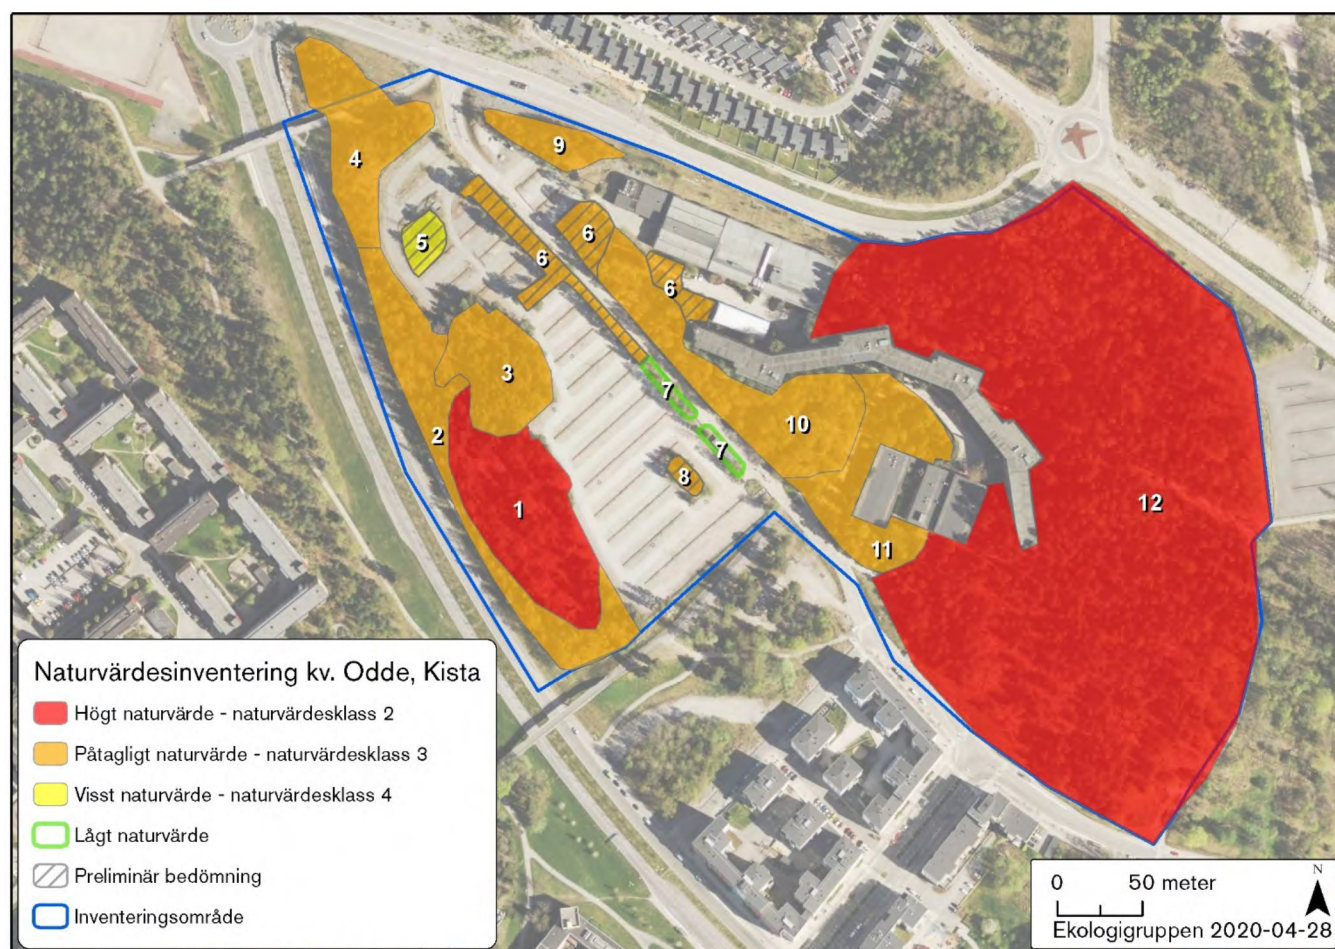 4
9
5
6
6
6
3
7
2
10
7
8
1
12
11
Naturvärdesinventering kv. Odde, Kista
Högt naturvärde - naturvärdesklass 2
Påtagligt naturvärde - naturvärdesklass 3
Visst naturvärde - naturvärdesklass 4
Lågt naturvärde
Preliminär bedömning
Inventeringsområde
N
0 50 meter
Ekologigruppen 2020-04-28